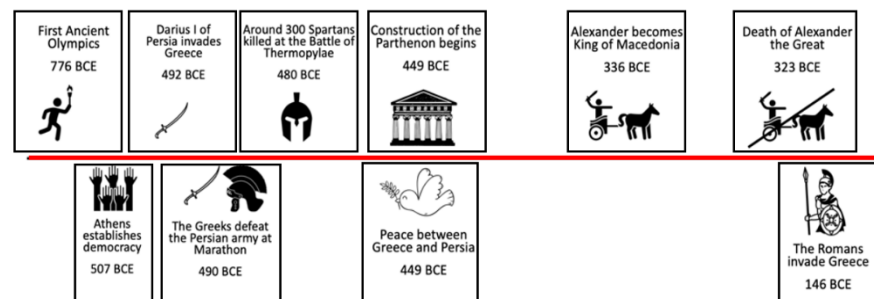 First Ancient
Olympics
776 BCE
Darius I of
Persia invades
Greece
492 BCE
Around 300 Spartans
killed at the Battle of
Thermopylae
480 BCE
Construction of the
Parthenon begins
449 BCE
Alexander becomes
King of Macedonia
336 BCE
Death of Alexander
the Great
323 BCE
Athens
establishes
democracy
507 BCE
The Greeks defeat
the Persian army at
Marathon
490 BCE
Peace between
Greece and Persia
449 BCE
The Romans
invade Greece
146 BCE